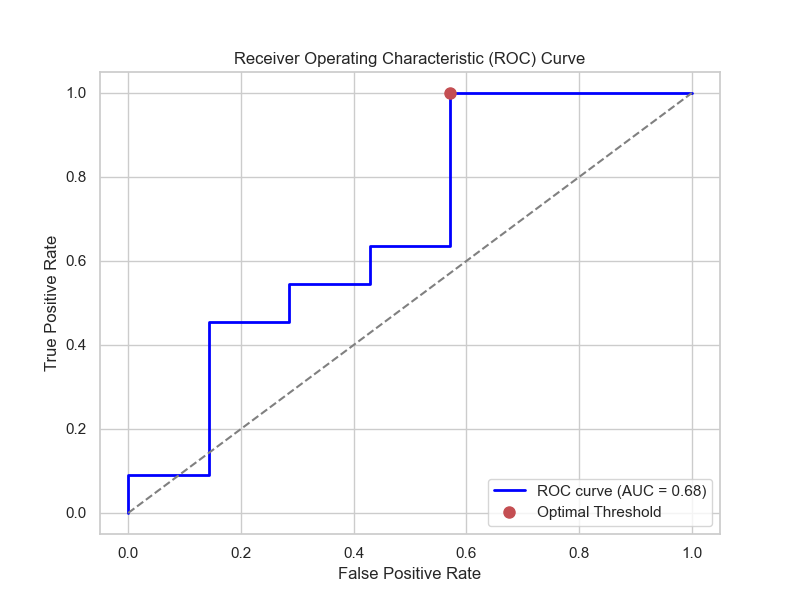 Receiver Operating Characteristic (ROC) Curve
1.0
0.8
0.6
0.4
0.2
0.0
True Positive Rate
0.0 0.2 0.4 0.6 0.8 1.0
False Positive Rate
ROC curve (AUC = 0.68)
Optimal Threshold